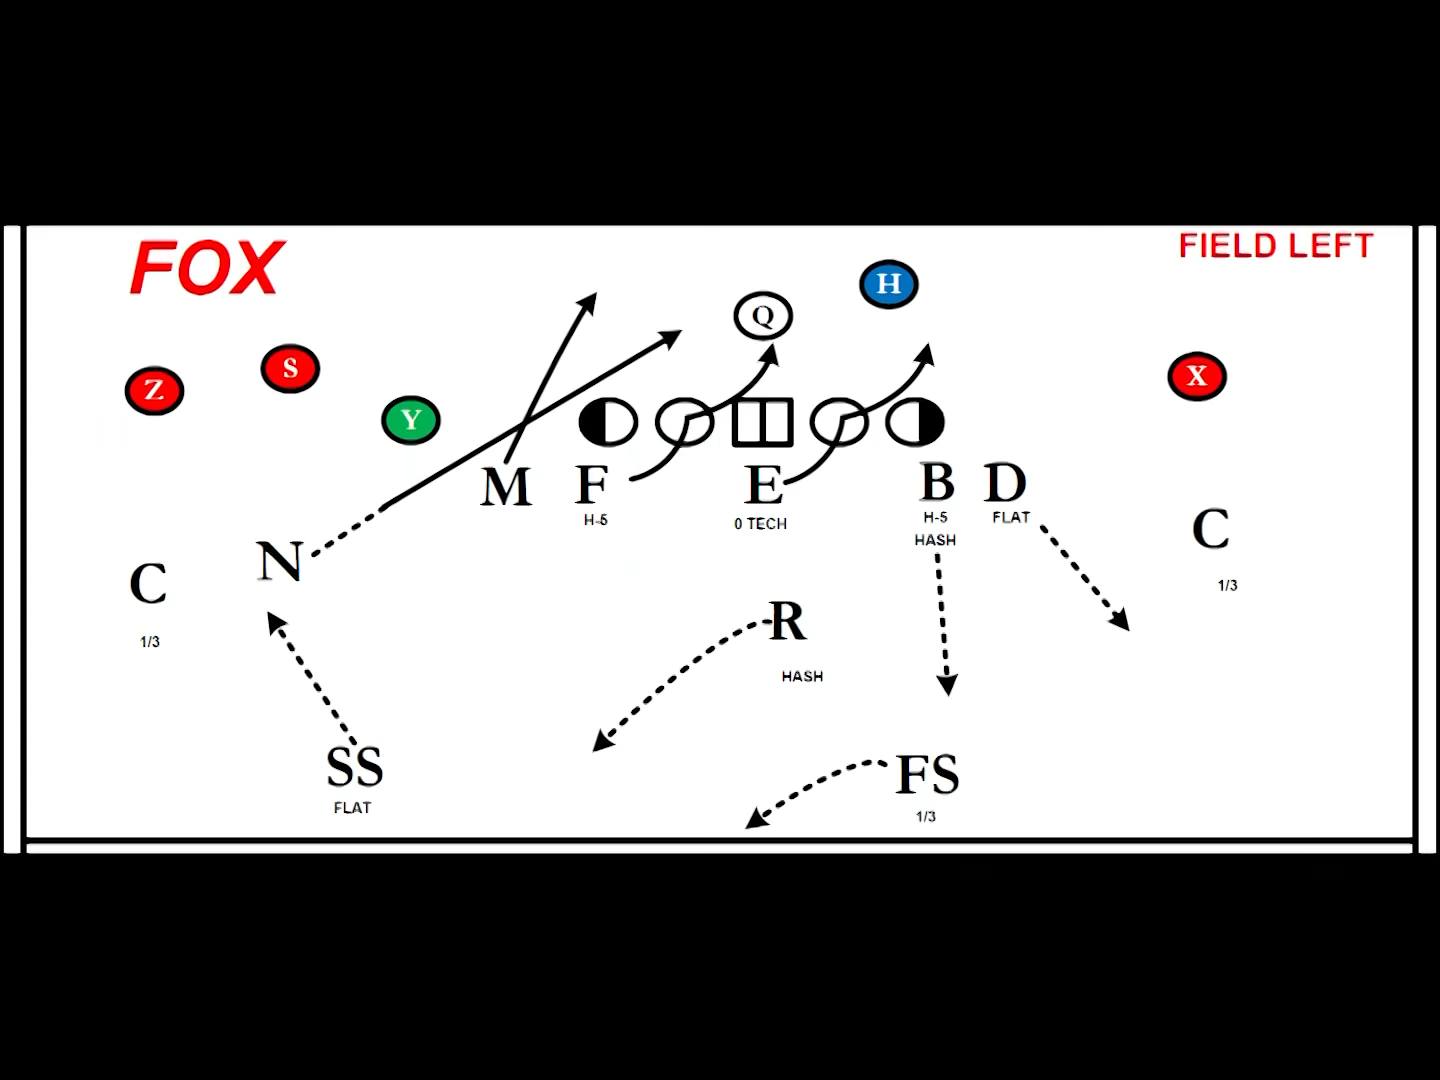 FOX
FIELD LEFT
H
Q
S
X
Z
Y
M F E B D
H-5
0 TECH
H-5
HASH
FLAT
C
1/3
N
C
1/3
R
HASH
SS
FLAT
FS
1/3